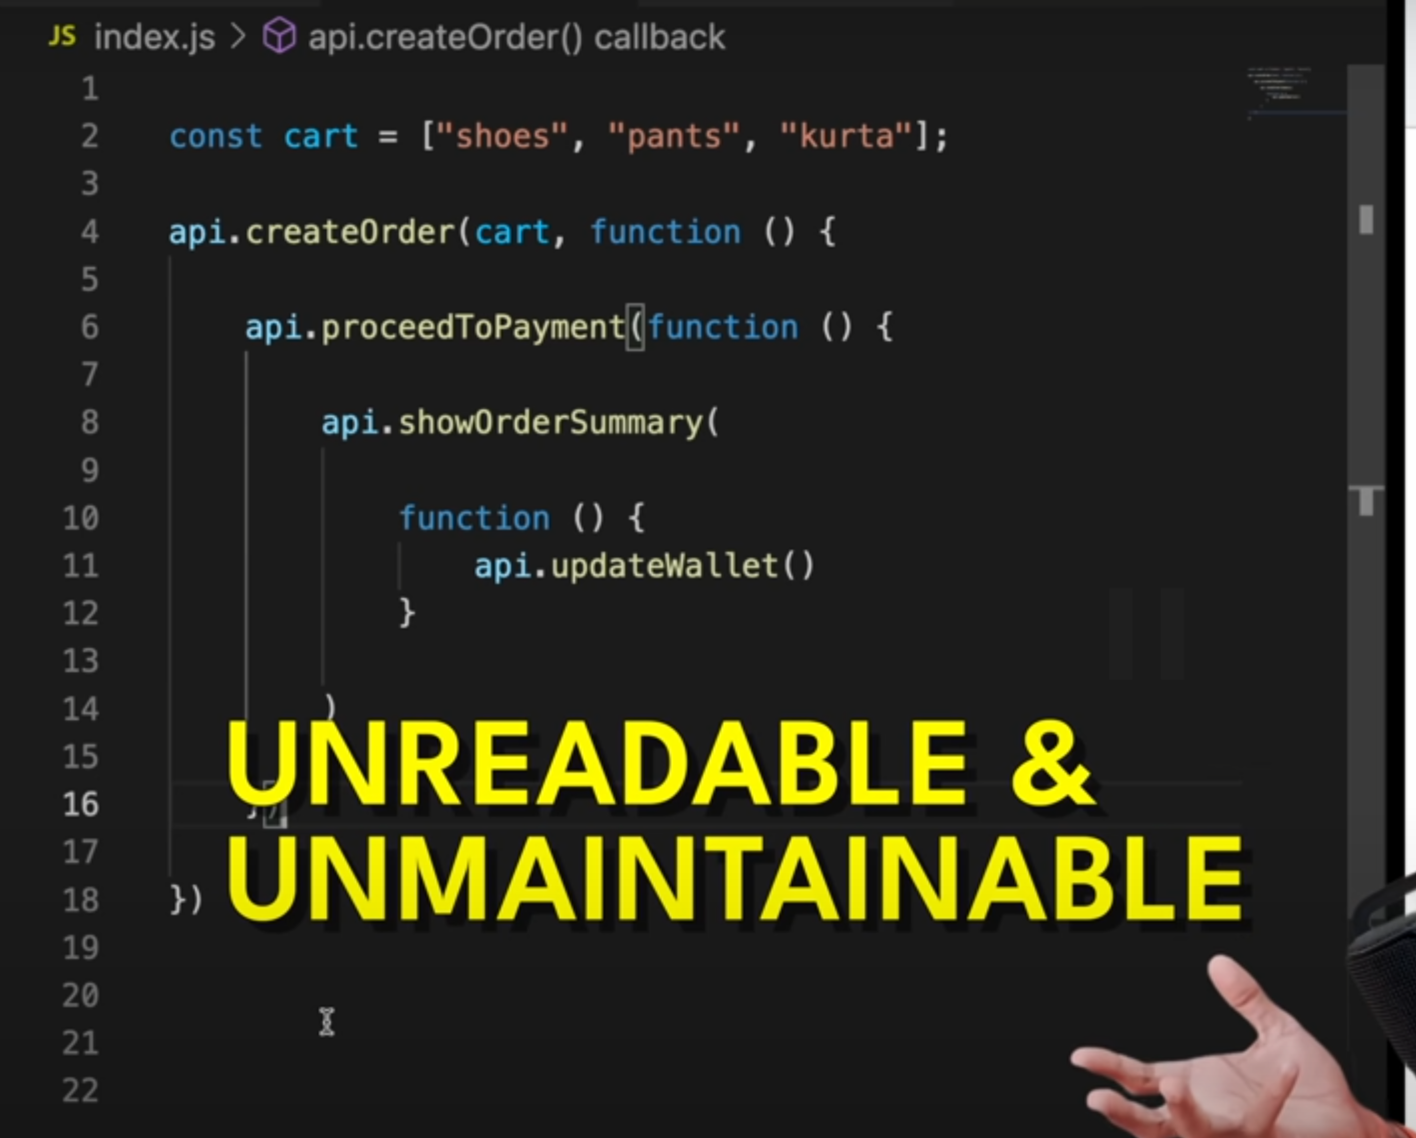 JS index.js > api.createOrder() callback
1
2 const cart = ["shoes", "pants", "kurta"];
3
4 api.createOrder(cart, function () {
5
6 api.proceedToPayment(function () {
7
8 api.showOrderSummary(
9
10 function () {
11 api.updateWallet()
12 }
13
14 )
15
16 })
17
18 })
19
20
21
22
UNREADABLE &
UNMAINTAINABLE